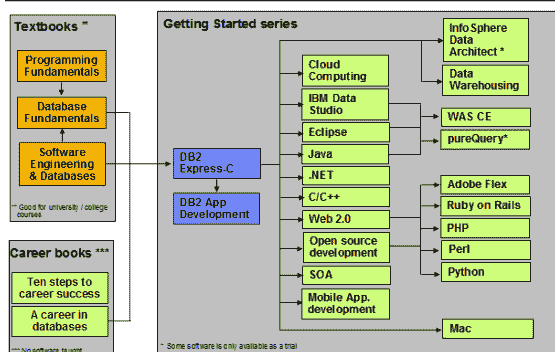 Textbooks **
Programming
Fundamentals
Database
Fundamentals
Software
Engineering
& Databases
** Good for university / college
courses
Career books ***
Ten steps to
career success
A career in
databases
*** No software taught
Getting Started series
DB2
Express-C
DB2 App
Development
Cloud
Computing
IBM Data
Studio
Eclipse
Java
.NET
C/C++
Web 2.0
Open source
development
SOA
Mobile App.
development
InfoSphere
Data
Architect *
Data
Warehousing
WAS CE
pureQuery*
Adobe Flex
Ruby on Rails
PHP
Perl
Python
Mac
* Some software is only available as a trial